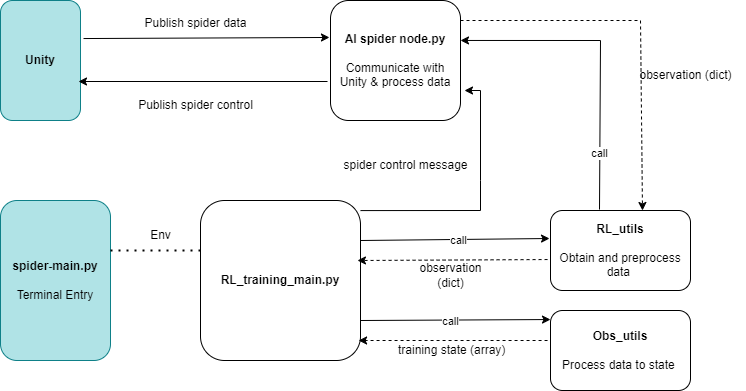 Publish spider data
Unity
AI spider node.py
Communicate with
Unity & process data
observation (dict)
Publish spider control
call
spider control message
Env
RL_utils
Obtain and preprocess
data
call
spider-main.py
Terminal Entry
RL_training_main.py
observation
(dict)
call
Obs_utils
training state (array)
Process data to state